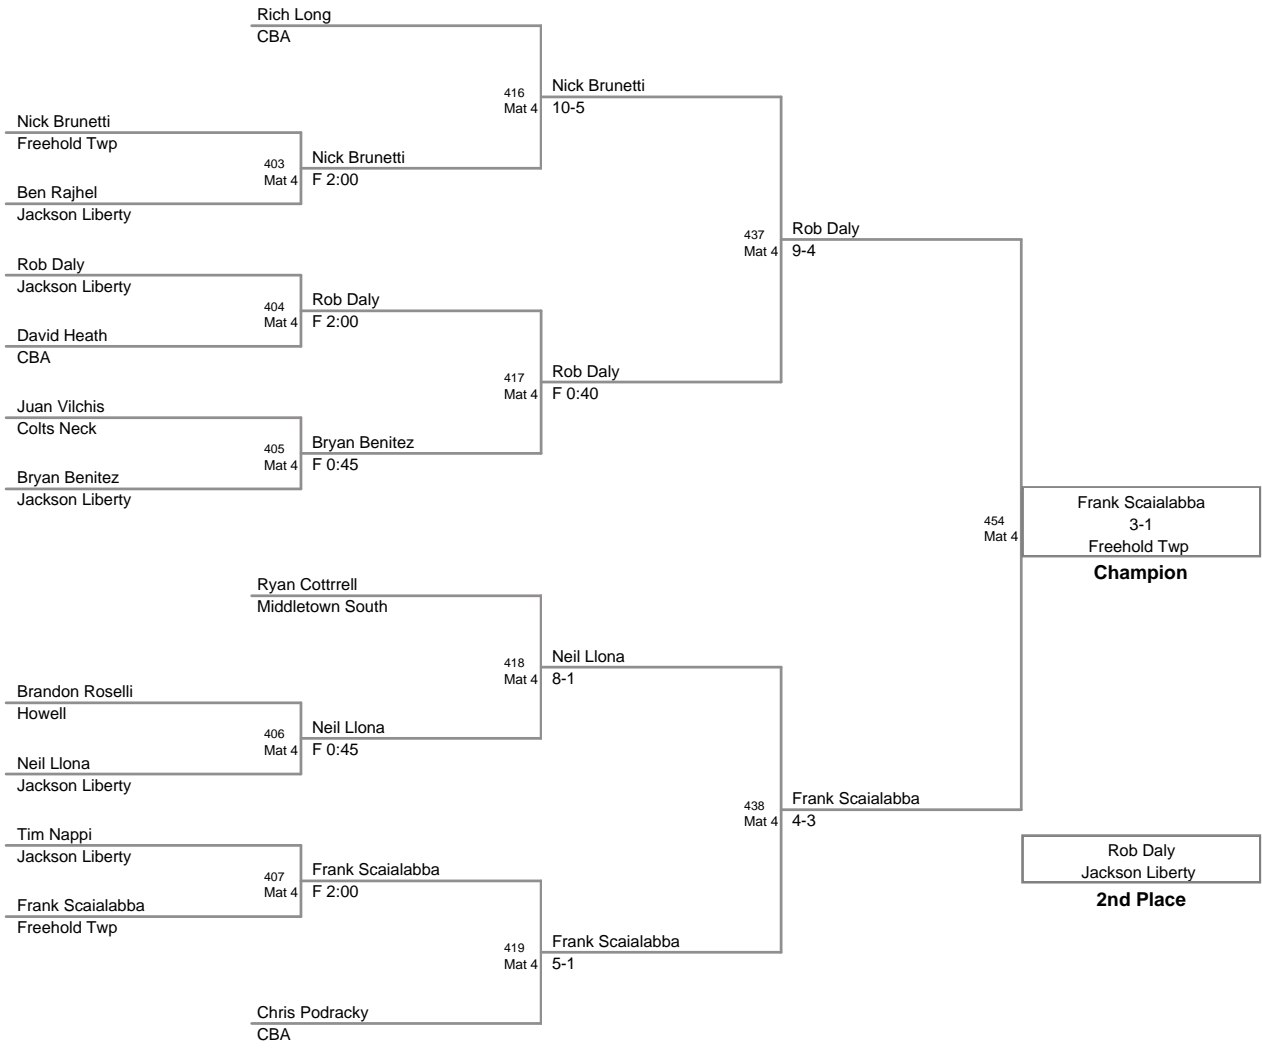 Rich Long
CBA
416
Mat 4
Nick Brunetti
10-5
Nick Brunetti
Freehold Twp
403
Mat 4
Nick Brunetti
F 2:00
Ben Rajhel
Jackson Liberty
437
Mat 4
Rob Daly
9-4
Rob Daly
Jackson Liberty
404
Mat 4
Rob Daly
F 2:00
David Heath
CBA
417
Mat 4
Rob Daly
F 0:40
Juan Vilchis
Colts Neck
405
Mat 4
Bryan Benitez
F 0:45
Bryan Benitez
Jackson Liberty
454
Mat 4
Frank Scaialabba
3-1
Freehold Twp
Champion
Ryan Cottrrell
Middletown South
418
Mat 4
Neil Llona
8-1
Brandon Roselli
Howell
406
Mat 4
Neil Llona
F 0:45
Neil Llona
Jackson Liberty
438
Mat 4
Frank Scaialabba
4-3
Tim Nappi
Jackson Liberty
407
Mat 4
Frank Scaialabba
F 2:00
Frank Scaialabba
Freehold Twp
419
Mat 4
Frank Scaialabba
5-1
Chris Podracky
CBA
Rob Daly
Jackson Liberty
2nd Place